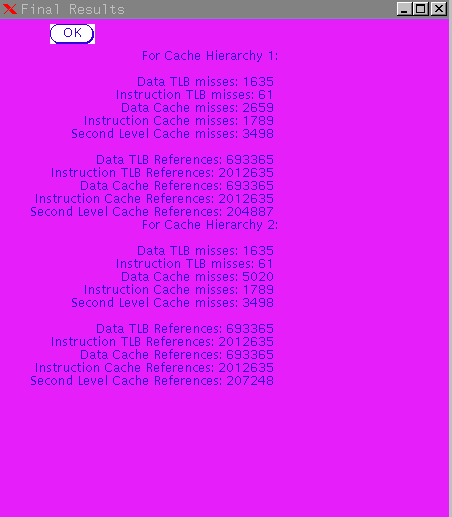 Final Results
OK
For Cache Hierarchy 1:
Data TLB misses: 1635
Instruction TLB misses: 61
Data Cache misses: 2659
Instruction Cache misses: 1789
Second Level Cache misses: 3498
Data TLB References: 693365
Instruction TLB References: 2012635
Data Cache References: 693365
Instruction Cache References: 2012635
Second Level Cache References: 204887
For Cache Hierarchy 2:
Data TLB misses: 1635
Instruction TLB misses: 61
Data Cache misses: 5020
Instruction Cache misses: 1789
Second Level Cache misses: 3498
Data TLB References: 693365
Instruction TLB References: 2012635
Data Cache References: 693365
Instruction Cache References: 2012635
Second Level Cache References: 207248